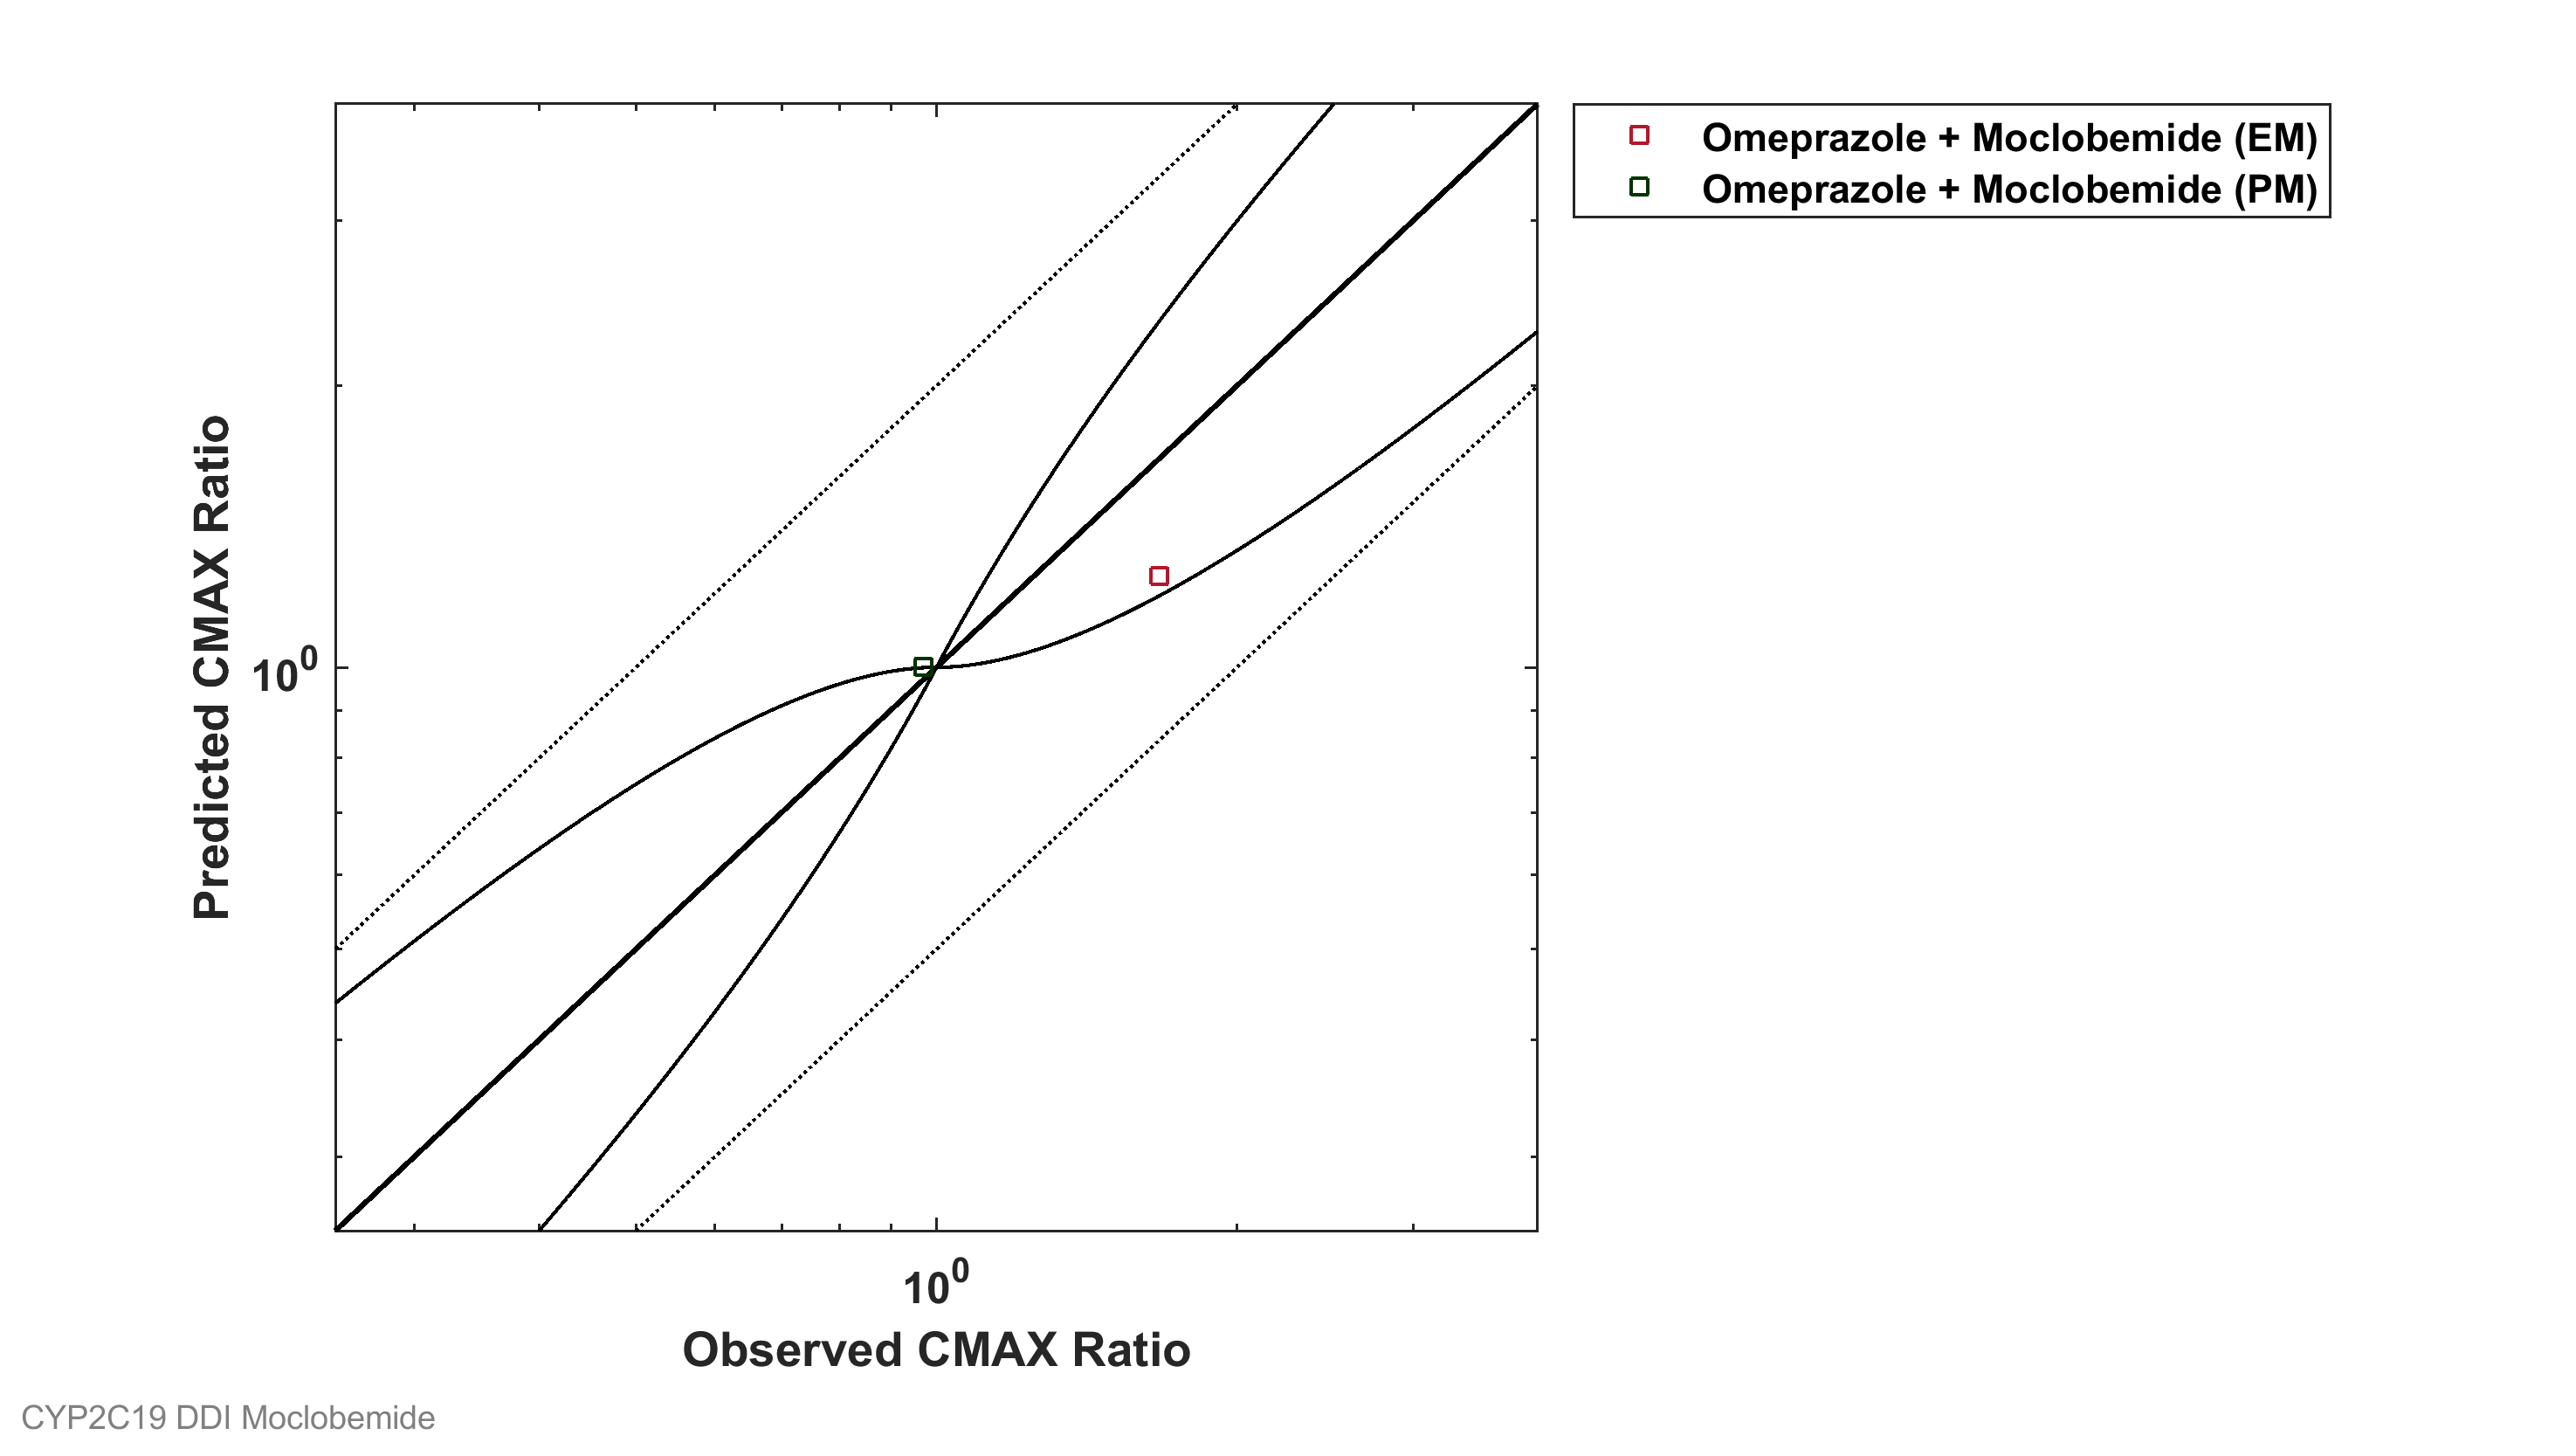 Omeprazole + Moclobemide (EM)
Omeprazole + Moclobemide (PM)
Predicted CMAX Ratio
10^0
10^0
Observed CMAX Ratio
CYP2C19 DDI Moclobemide